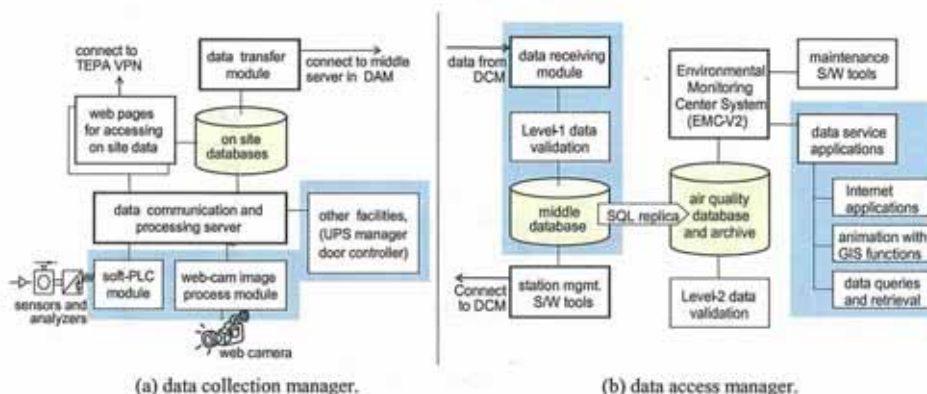 connect to
TEPA VPN
data transfer
module
connect to middle
server in DAM
web pages
for accessing
on site data
on site
databases
data communication and
processing server
other facilities,
(UPS manager
door controller)
soft-PLC
module
web-cam image
process module
sensors and
analyzers
web camera
(a) data collection manager.
data from
DCM
data receiving
module
Level-1 data
validation
middle
database
SQL replica
Connect
to DCM
station mgmt.
S/W tools
Environmental
Monitoring
Center System
(EMC-V2)
maintenance
S/W tools
data service
applications
air quality
database
and archive
Internet
applications
animation with
GIS functions
data queries
and retrieval
Level-2 data
validation
(b) data access manager.